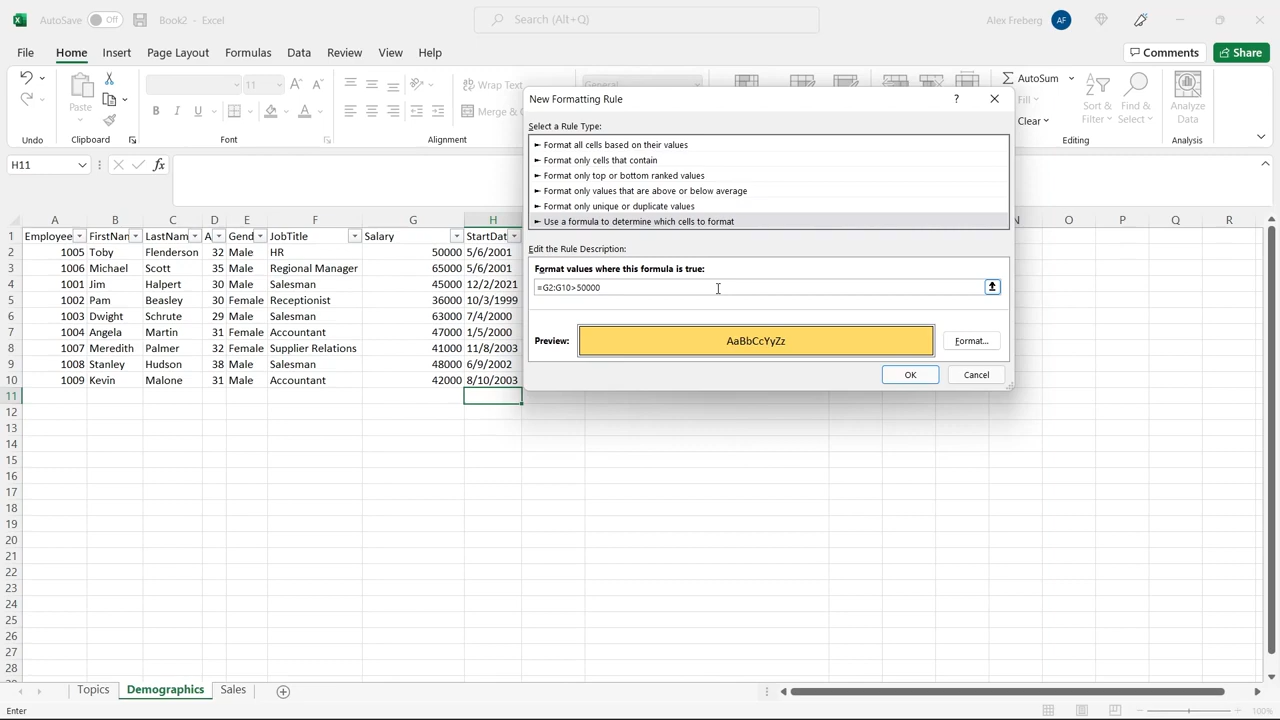 AutoSave Off Book2 - Excel Search (Alt+Q) Alex Freberg AF
File Home Insert Page Layout Formulas Data Review View Help Comments Share
Undo
Paste
Clipboard
11
B I U
Font
Wrap Text
Merge &
Alignment
General
AutoSum
Fill
Clear
Sort &
Filter
Find &
Select
Editing
Analyze
Data
Analysis
H11 fx
New Formatting Rule ?
Select a Rule Type:
► Format all cells based on their values
► Format only cells that contain
► Format only top or bottom ranked values
► Format only values that are above or below average
► Format only unique or duplicate values
► Use a formula to determine which cells to format
Edit the Rule Description:
Format values where this formula is true:
=G2:G10>50000
Preview: AaBbCcYyZz Format...
OK Cancel
A B C D E F G H N O P Q R
1 Employee FirstNan LastNam A Gend JobTitle Salary StartDat
2 1005 Toby Flenderson 32 Male HR 50000 5/6/2001
3 1006 Michael Scott 35 Male Regional Manager 65000 5/6/2001
4 1001 Jim Halpert 30 Male Salesman 45000 12/2/2021
5 1002 Pam Beasley 30 Female Receptionist 36000 10/3/1999
6 1003 Dwight Schrute 29 Male Salesman 63000 7/4/2000
7 1004 Angela Martin 31 Female Accountant 47000 1/5/2000
8 1007 Meredith Palmer 32 Female Supplier Relations 41000 11/8/2003
9 1008 Stanley Hudson 38 Male Salesman 48000 6/9/2002
10 1009 Kevin Malone 31 Male Accountant 42000 8/10/2003
11
12
13
14
15
16
17
18
19
20
21
22
23
24
25
26
27
28
Topics Demographics Sales
Enter 100%